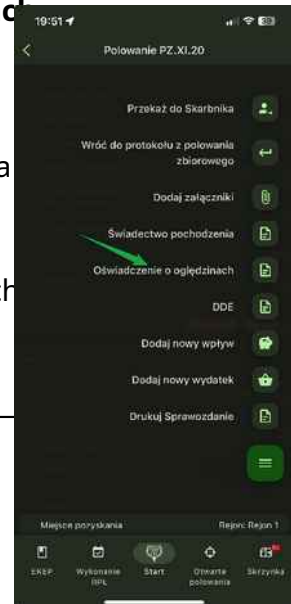 ch
19:51
Polowanie PZ.XI.20
Przekaż do Skarbnika
Wróć do protokołu z polowania
zbiorowego
a
Dodaj załączniki
Świadectwo pochodzenia
Oświadczenie o oględzinach
ch
DDE
Dodaj nowy wpływ
Dodaj nowy wydatek
Drukuj Sprawozdanie
Miejsce pozyskania
Rejon: Rejon 1
EKEP
Wykonanie
RPL
Start
Otwarte
polowania
Skrzynka